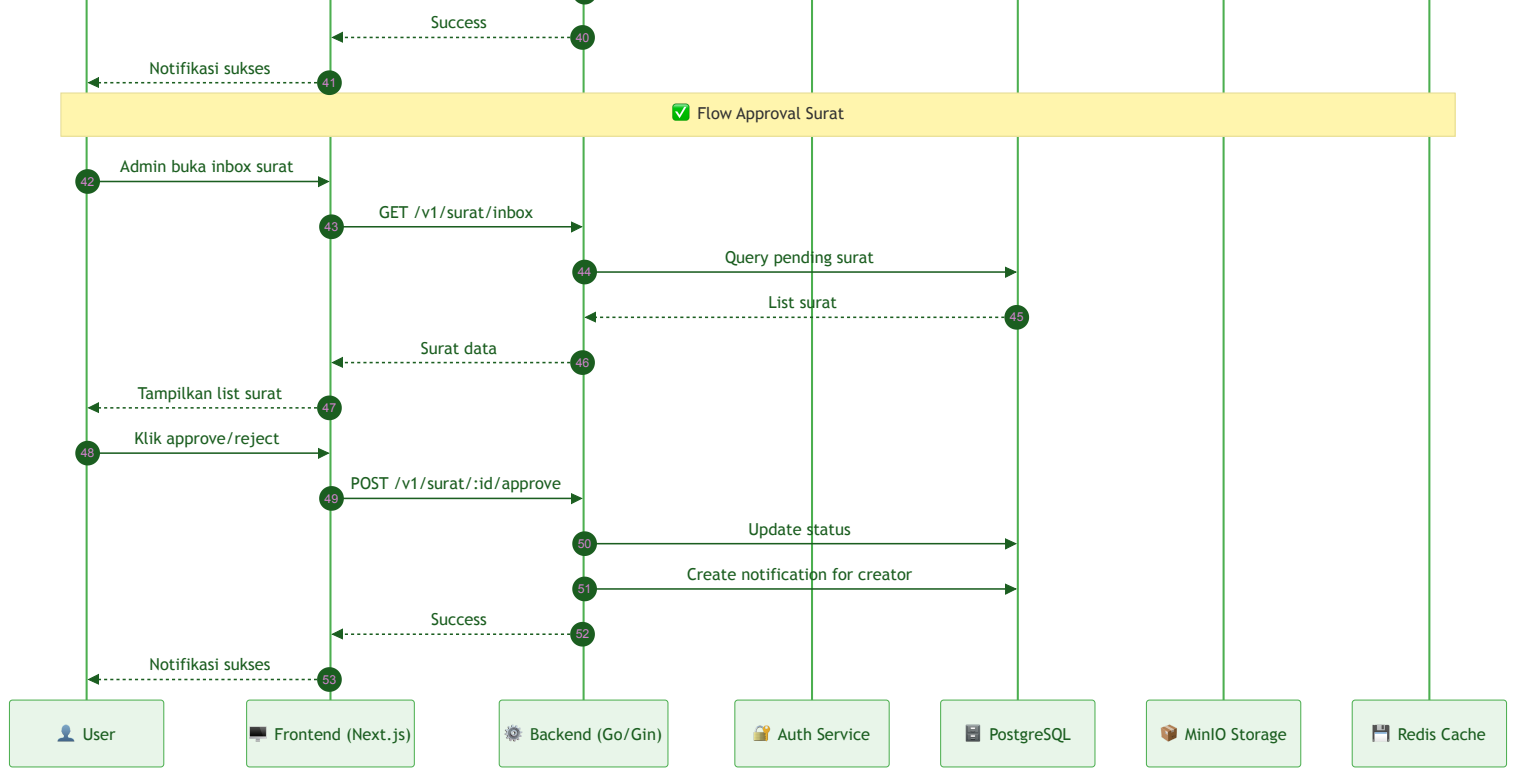 Success
40
Notifikasi sukses
41
✅ Flow Approval Surat
Admin buka inbox surat
42
GET /v1/surat/inbox
43
Query pending surat
44
List surat
45
Surat data
46
Tampilkan list surat
47
Klik approve/reject
48
POST /v1/surat/:id/approve
49
Update status
50
Create notification for creator
51
Success
52
Notifikasi sukses
53
👤 User
🖥️ Frontend (Next.js)
⚙️ Backend (Go/Gin)
🔐 Auth Service
🗄️ PostgreSQL
📦 MinIO Storage
💾 Redis Cache